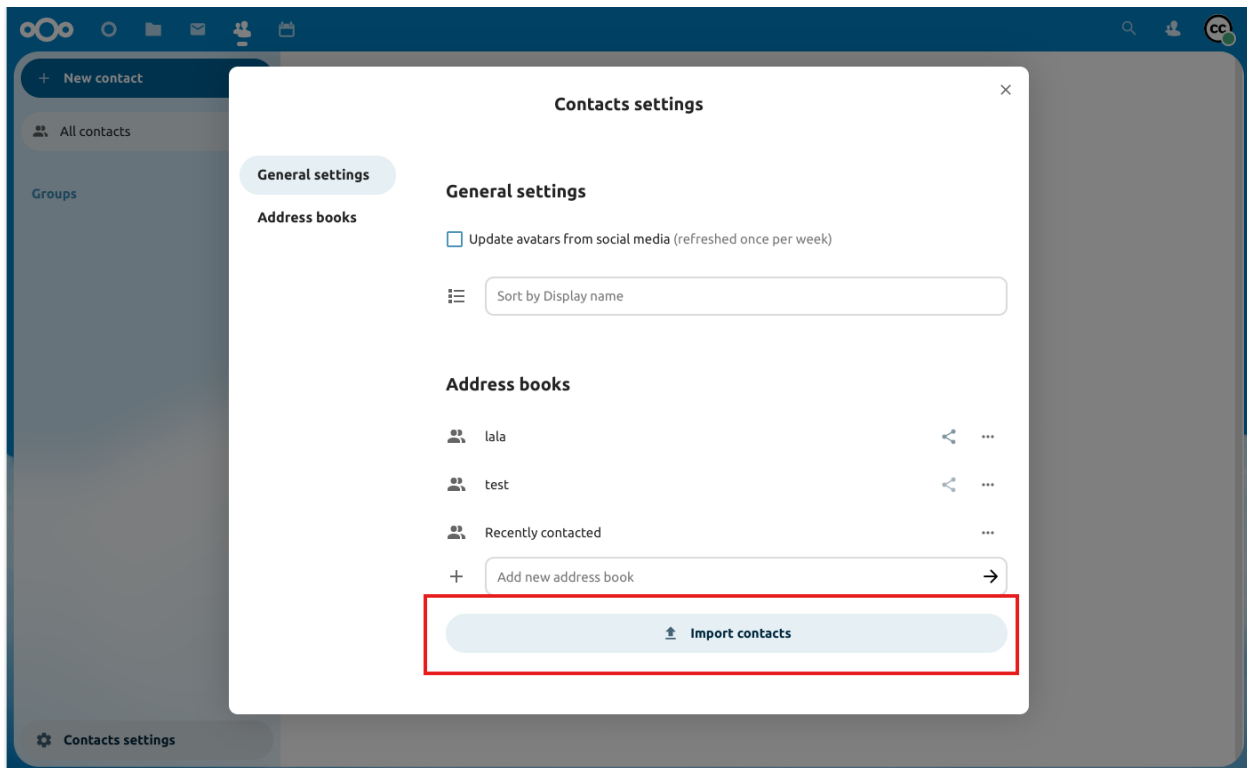 CC
+ New contact
All contacts
Groups
Contacts settings
Contacts settings
General settings
Address books
General settings
Update avatars from social media (refreshed once per week)
Sort by Display name
Address books
lala
test
Recently contacted
Add new address book
Import contacts